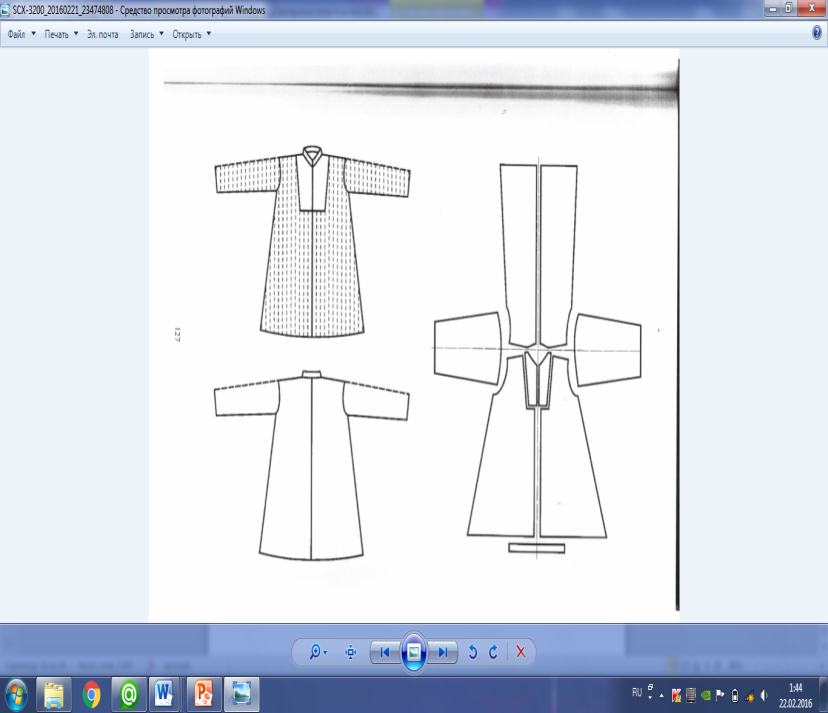 SCX-3200_20160221_23474808 - Средство просмотра фотографий Windows
Файл Печать Эл. почта Запись Открыть
127
RU
1:44
22.02.2016